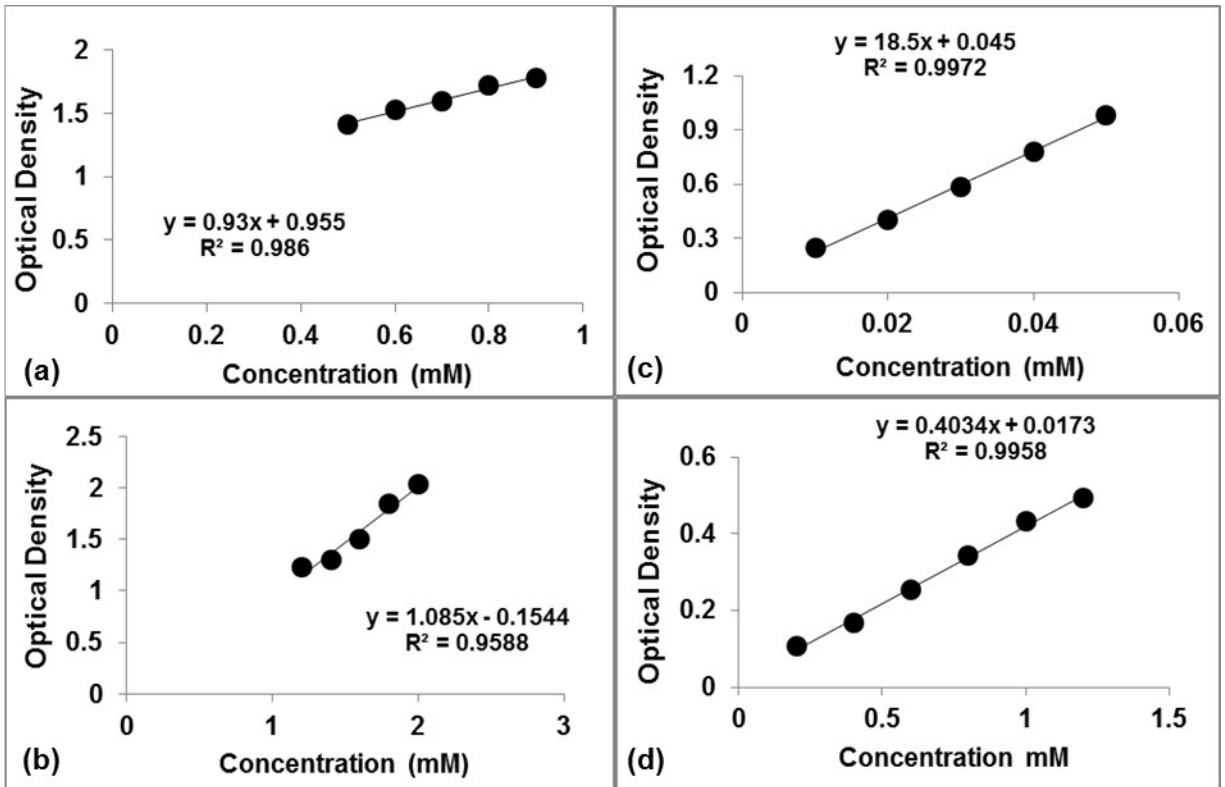 2
1.5
1
0.5
0
Optical Density
y = 0.93x + 0.955
R² = 0.986
0 0.2 0.4 0.6 0.8 1
Concentration (mM)
(a)
y = 18.5x + 0.045
R² = 0.9972
1.2
0.9
0.6
0.3
0
Optical Density
0 0.02 0.04 0.06
Concentration (mM)
(c)
2.5
2
1.5
1
0.5
0
Optical Density
y = 1.085x - 0.1544
R² = 0.9588
0 1 2 3
Concentration (mM)
(b)
y = 0.4034x + 0.0173
R² = 0.9958
0.6
0.4
0.2
0
Optical Density
0 0.5 1 1.5
Concentration mM
(d)